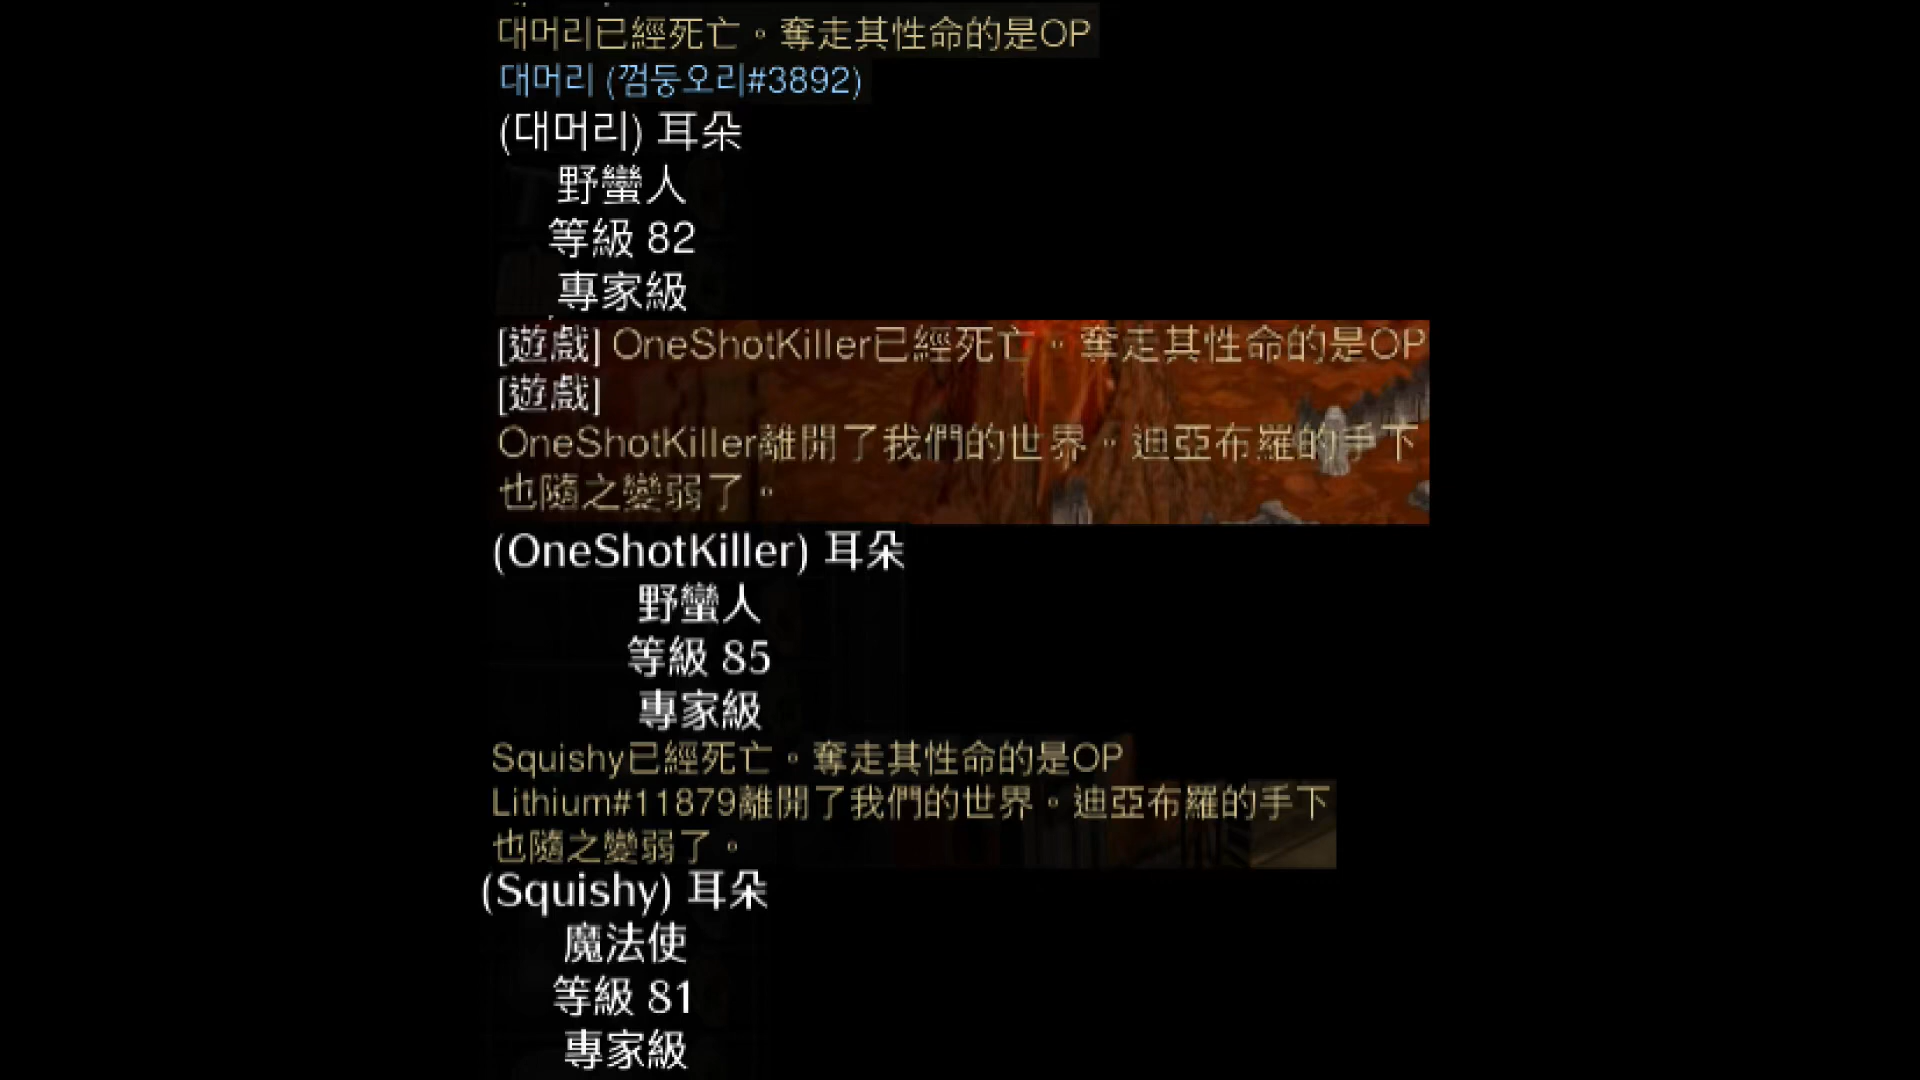 대머리已經死亡。奪走其性命的是OP
대머리 (껌둥오리#3892)
(대머리) 耳朵
野蠻人
等級 82
專家級
[遊戲] OneShotKiller已經死亡。奪走其性命的是OP
[遊戲]
OneShotKiller離開了我們的世界。迪亞布羅的手下
也隨之變弱了。
(OneShotKiller) 耳朵
野蠻人
等級 85
專家級
Squishy已經死亡。奪走其性命的是OP
Lithium#11879離開了我們的世界。迪亞布羅的手下
也隨之變弱了。
(Squishy) 耳朵
魔法使
等級 81
專家級